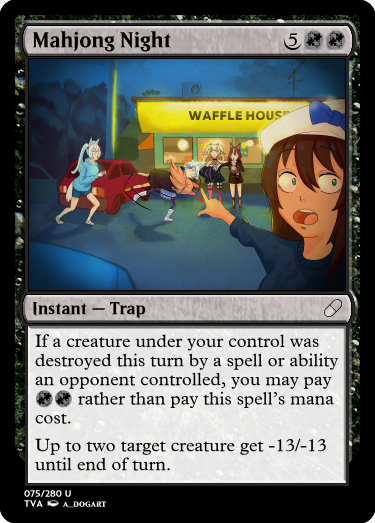 Mahjong Night 5
WAFFLE HOUSE
Instant — Trap
If a creature under your control was
destroyed this turn by a spell or ability
an opponent controlled, you may pay
rather than pay this spell's mana
cost.
Up to two target creature get -13/-13
until end of turn.
075/280 U
TVA A_DOGART